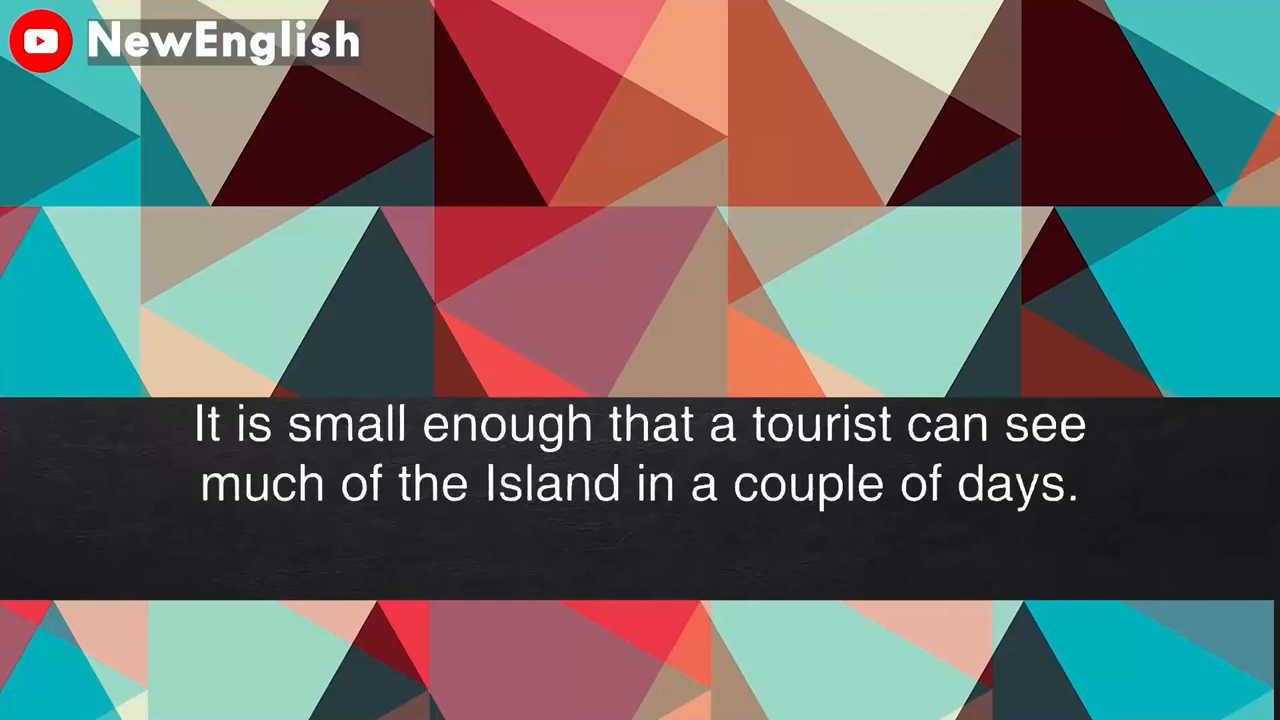 NewEnglish
It is small enough that a tourist can see
much of the Island in a couple of days.